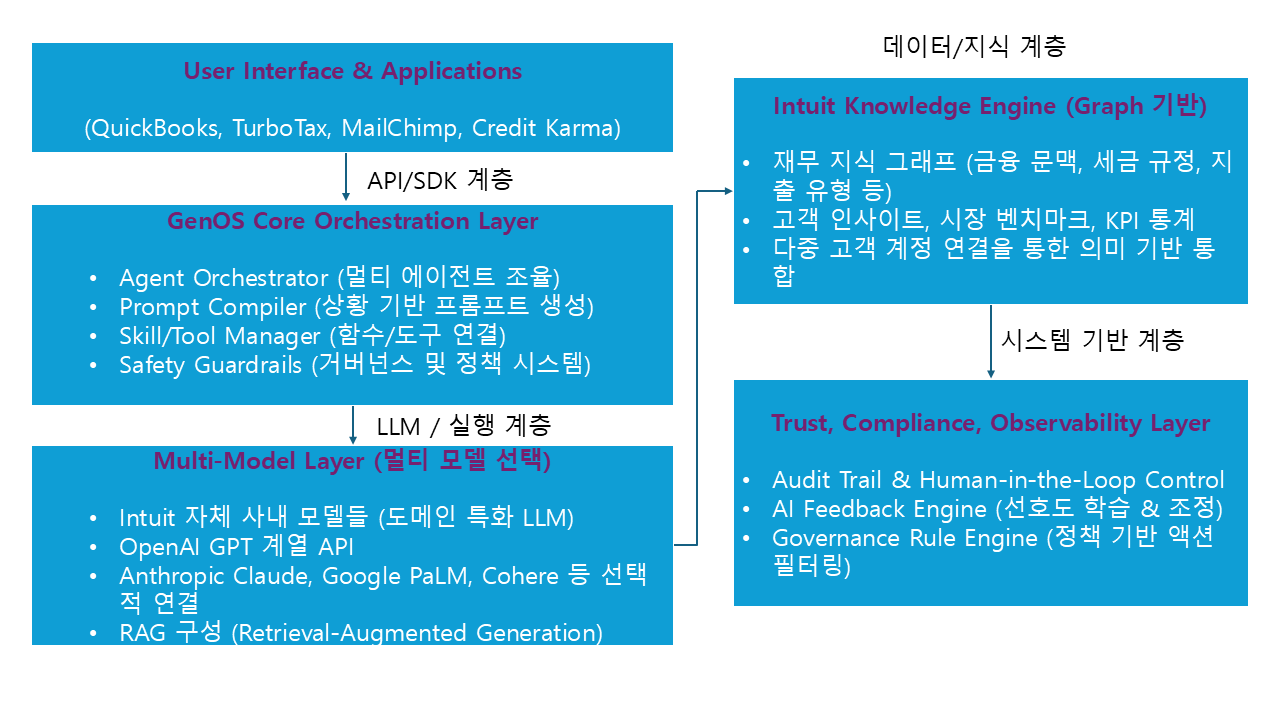 User Interface & Applications
(QuickBooks, TurboTax, MailChimp, Credit Karma)
API/SDK 계층
GenOS Core Orchestration Layer
• Agent Orchestrator (멀티 에이전트 조율)
• Prompt Compiler (상황 기반 프롬프트 생성)
• Skill/Tool Manager (함수/도구 연결)
• Safety Guardrails (거버넌스 및 정책 시스템)
LLM / 실행 계층
Multi-Model Layer (멀티 모델 선택)
• Intuit 자체 사내 모델들 (도메인 특화 LLM)
• OpenAI GPT 계열 API
• Anthropic Claude, Google PaLM, Cohere 등 선택
적 연결
• RAG 구성 (Retrieval-Augmented Generation)
데이터/지식 계층
Intuit Knowledge Engine (Graph 기반)
• 재무 지식 그래프 (금융 문맥, 세금 규정, 지
출 유형 등)
• 고객 인사이트, 시장 벤치마크, KPI 통계
• 다중 고객 계정 연결을 통한 의미 기반 통
합
시스템 기반 계층
Trust, Compliance, Observability Layer
• Audit Trail & Human-in-the-Loop Control
• AI Feedback Engine (선호도 학습 & 조정)
• Governance Rule Engine (정책 기반 액션
필터링)